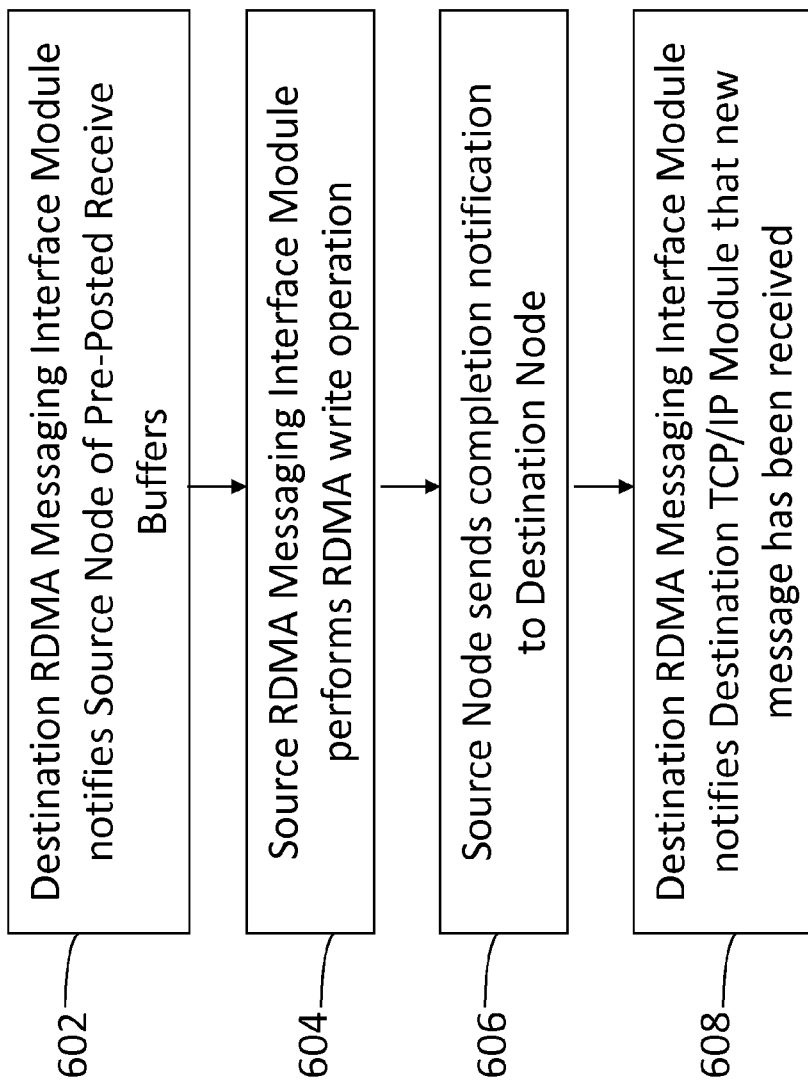 602
Destination RDMA Messaging Interface Module
notifies Source Node of Pre-Posted Receive
Buffers
604
Source RDMA Messaging Interface Module
performs RDMA write operation
606
Source Node sends completion notification
to Destination Node
608
Destination RDMA Messaging Interface Module
notifies Destination TCP/IP Module that new
message has been received